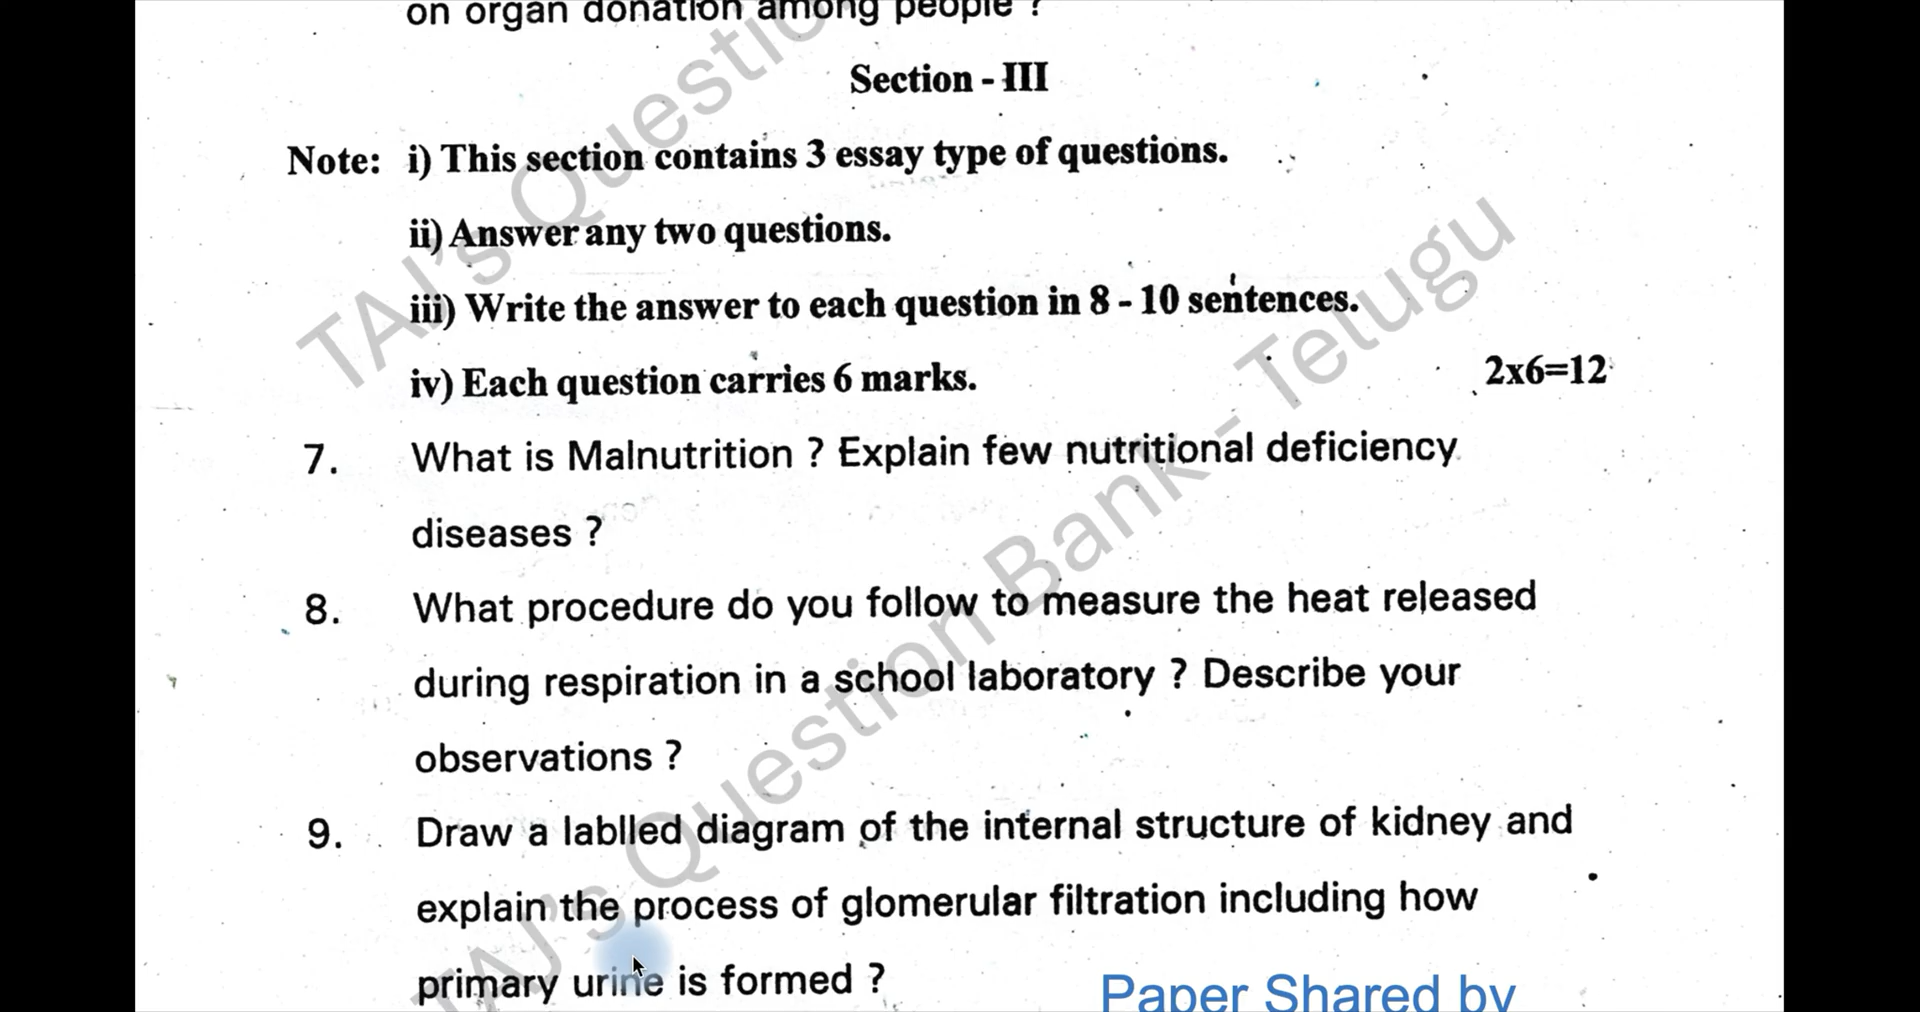 on organ donation among people ?
Section - III
Note: i) This section contains 3 essay type of questions.
ii) Answer any two questions.
iii) Write the answer to each question in 8 - 10 sentences.
iv) Each question carries 6 marks. 2x6=12
7. What is Malnutrition ? Explain few nutritional deficiency
diseases ?
8. What procedure do you follow to measure the heat released
during respiration in a school laboratory ? Describe your
observations ?
9. Draw a lablled diagram of the internal structure of kidney and
explain the process of glomerular filtration including how
primary urine is formed ?
Paper Shared by
TAJ's Question Bank - Telugu
TAJ's Question